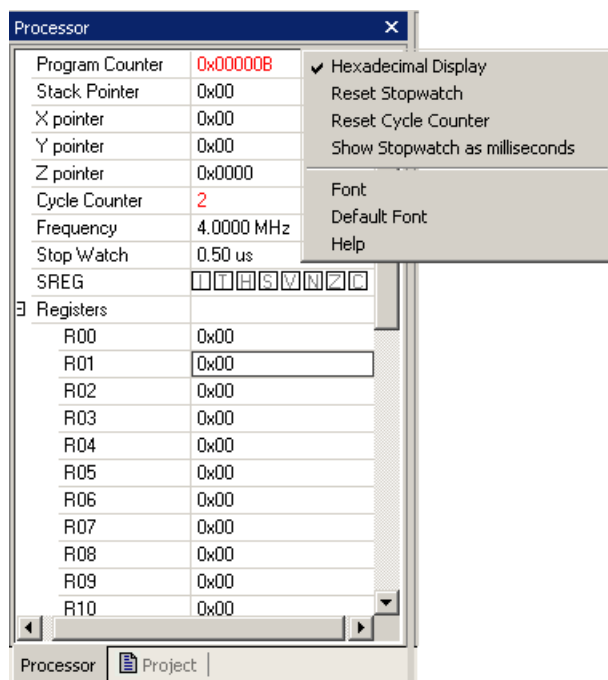 Processor
Program Counter 0x00000B
Stack Pointer 0x00
X pointer 0x00
Y pointer 0x00
Z pointer 0x0000
Cycle Counter 2
Frequency 4.0000 MHz
Stop Watch 0.50 us
SREG I T H S V N Z C
Registers
R00 0x00
R01 0x00
R02 0x00
R03 0x00
R04 0x00
R05 0x00
R06 0x00
R07 0x00
R08 0x00
R09 0x00
R10 0x00
Processor Project
Hexadecimal Display
Reset Stopwatch
Reset Cycle Counter
Show Stopwatch as milliseconds
Font
Default Font
Help